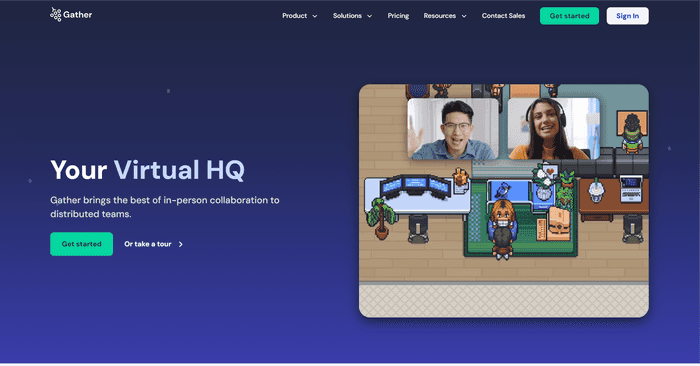 Gather
Product
Solutions
Pricing
Resources
Contact Sales
Get started
Sign In
Your Virtual HQ
Gather brings the best of in-person collaboration to
distributed teams.
Get started
Or take a tour